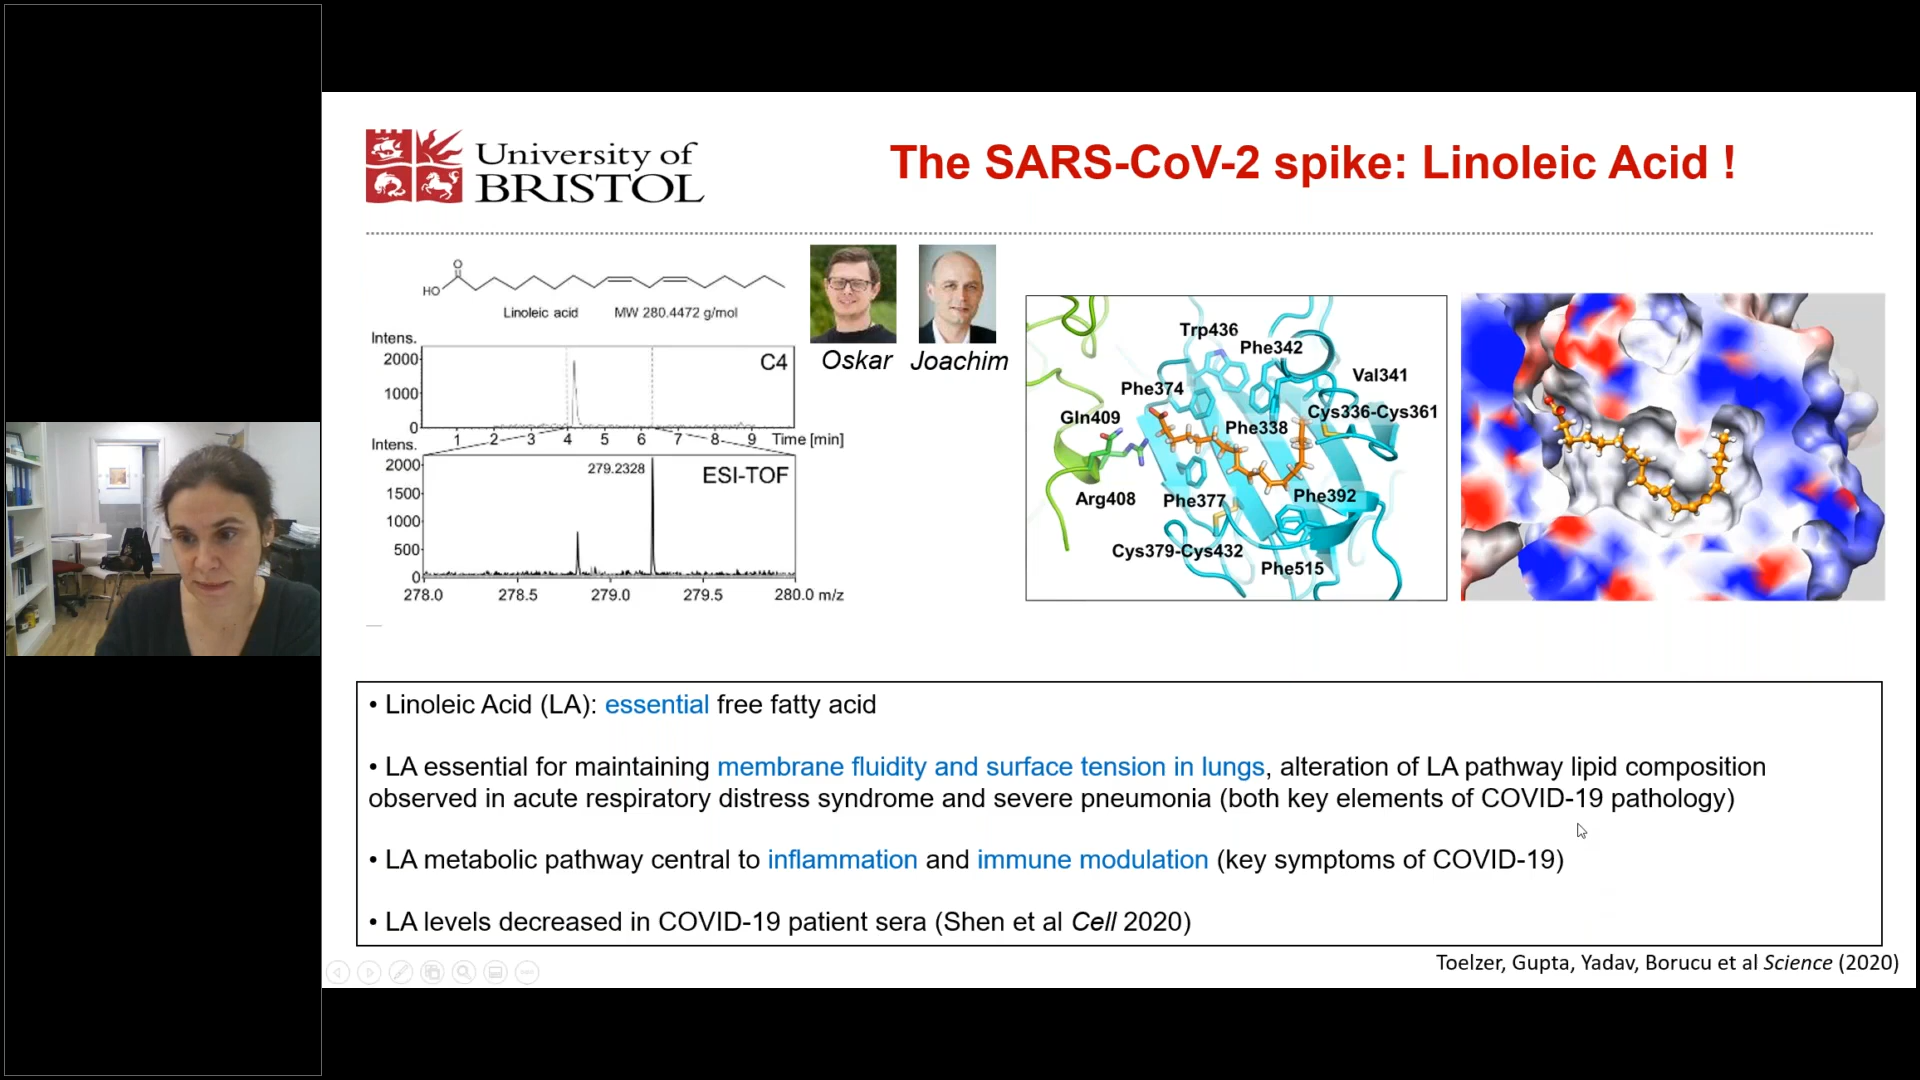 University of
BRISTOL
The SARS-CoV-2 spike: Linoleic Acid !
O
HO
Linoleic acid MW 280.4472 g/mol
Oskar Joachim
Intens.
2000
1000
0
C4
1 2 3 4 5 6 7 8 9 Time [min]
Intens.
2000
1500
1000
500
0
279.2328
ESI-TOF
278.0 278.5 279.0 279.5 280.0 m/z
Trp436
Phe342
Val341
Phe374
Cys336-Cys361
Gln409
Phe338
Arg408
Phe377
Phe392
Cys379-Cys432
Phe515
• Linoleic Acid (LA): essential free fatty acid
• LA essential for maintaining membrane fluidity and surface tension in lungs, alteration of LA pathway lipid composition
observed in acute respiratory distress syndrome and severe pneumonia (both key elements of COVID-19 pathology)
• LA metabolic pathway central to inflammation and immune modulation (key symptoms of COVID-19)
• LA levels decreased in COVID-19 patient sera (Shen et al Cell 2020)
Toelzer, Gupta, Yadav, Borucu et al Science (2020)